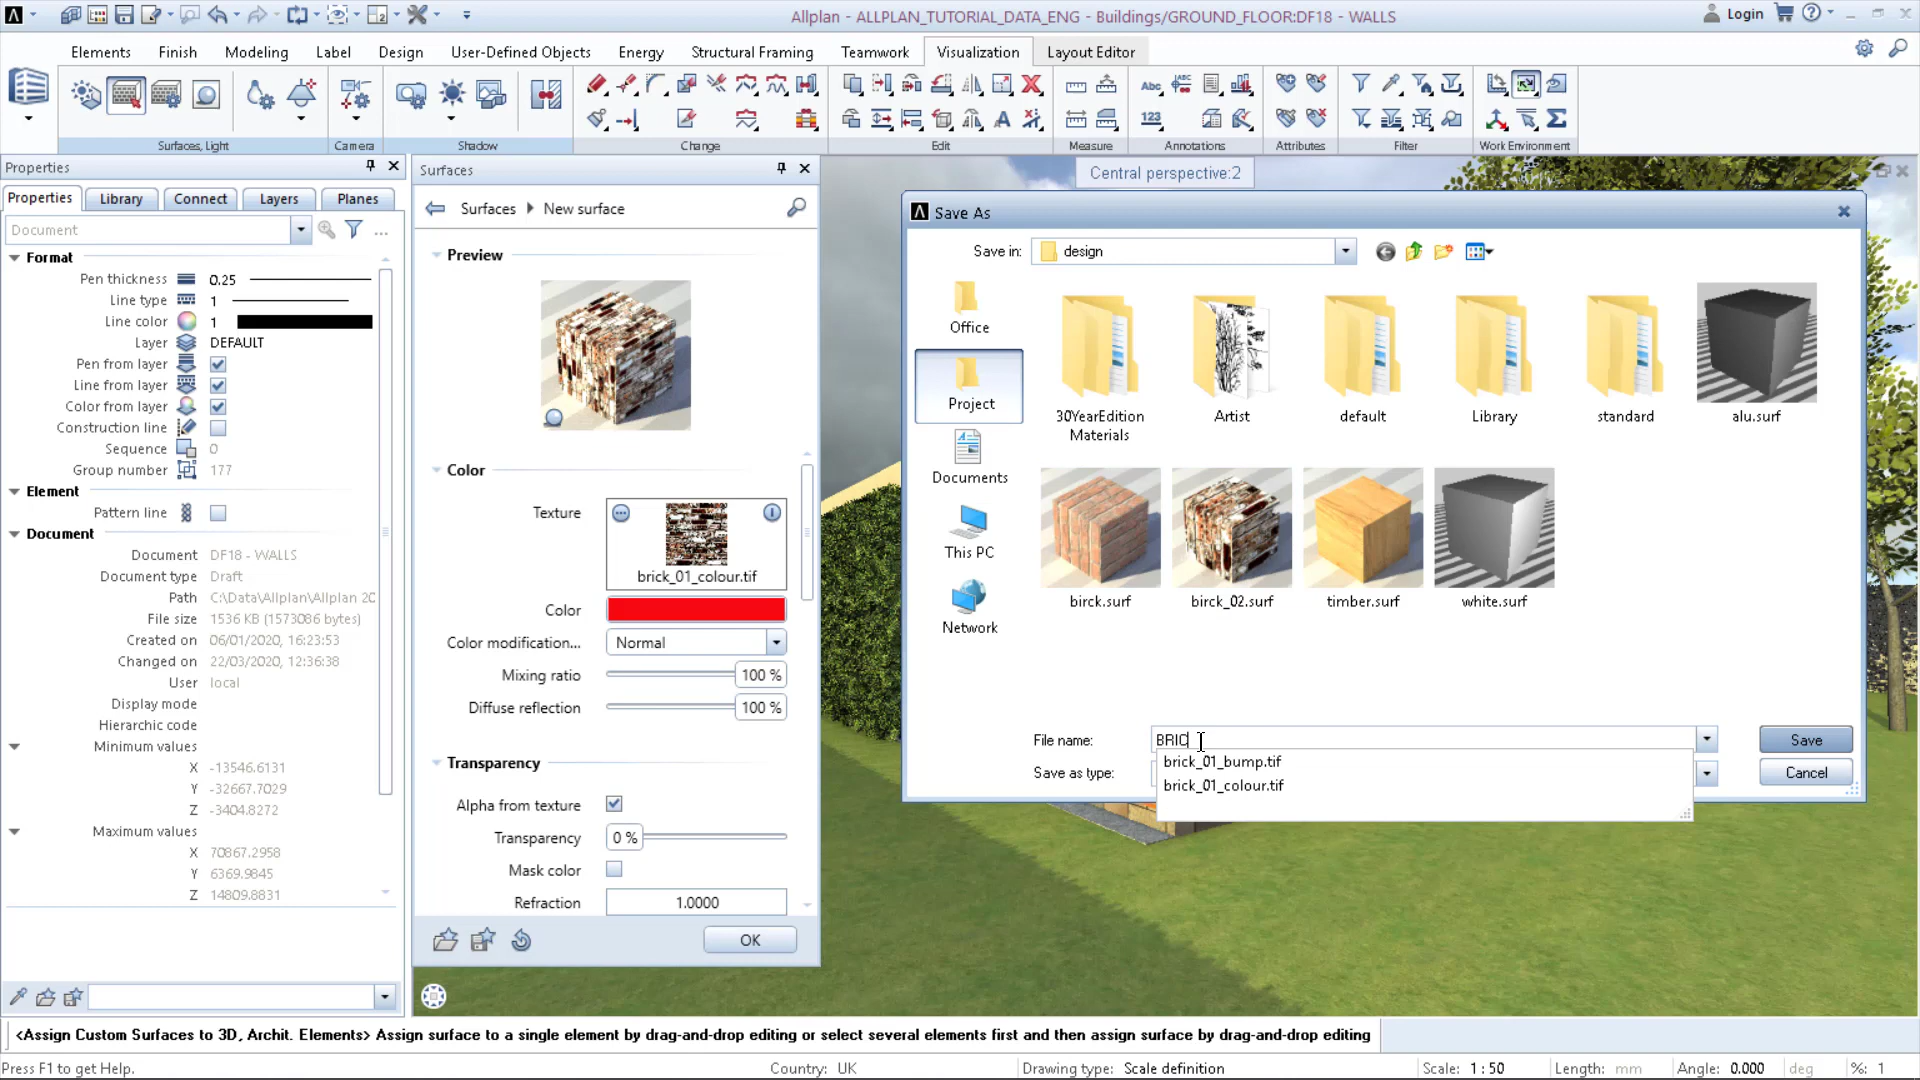 Allplan - ALLPLAN_TUTORIAL_DATA_ENG - Buildings/GROUND_FLOOR:DF18 - WALLS
Login
Elements Finish Modeling Label Design User-Defined Objects Energy Structural Framing Teamwork Visualization Layout Editor
Abc
ABC
123
Surfaces, Light Camera Shadow Change Edit Measure Annotations Attributes Filter Work Environment
Properties
Properties Library Connect Layers Planes
Document
Format
Pen thickness 0.25
Line type 1
Line color 1
Layer DEFAULT
Pen from layer
Line from layer
Color from layer
Construction line
Sequence 0
Group number 177
Element
Pattern line
Document
Document DF18 - WALLS
Document type Draft
Path C:\Data\Allplan\Allplan 20
File size 1536 KB (1573086 bytes)
Created on 06/01/2020, 16:23:53
Changed on 22/03/2020, 12:36:38
User local
Display mode
Hierarchic code
Minimum values
X -13546.6131
Y -32667.7029
Z -3404.8272
Maximum values
X 70867.2958
Y 6369.9845
Z 14809.8831
Surfaces
Surfaces New surface
Preview
Color
Texture
brick_01_colour.tif
Color
Color modification... Normal
Mixing ratio 100 %
Diffuse reflection 100 %
Transparency
Alpha from texture
Transparency 0 %
Mask color
Refraction 1.0000
OK
Central perspective:2
Save As
Save in: design
Office
Project
Documents
This PC
Network
30YearEdition Materials
Artist
default
Library
standard
alu.surf
birck.surf
birck_02.surf
timber.surf
white.surf
File name: BRIC
Save
brick_01_bump.tif
Save as type:
Cancel
brick_01_colour.tif
<Assign Custom Surfaces to 3D, Archit. Elements> Assign surface to a single element by drag-and-drop editing or select several elements first and then assign surface by drag-and-drop editing
Press F1 to get Help. Country: UK Drawing type: Scale definition Scale: 1 : 50 Length: mm Angle: 0.000 deg %: 1